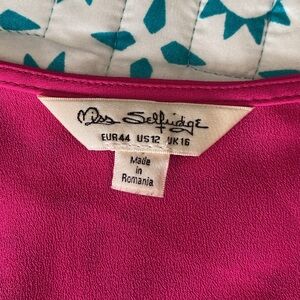 Miss Selfridge
EUR44 US12 UK16
Made
in
Romania